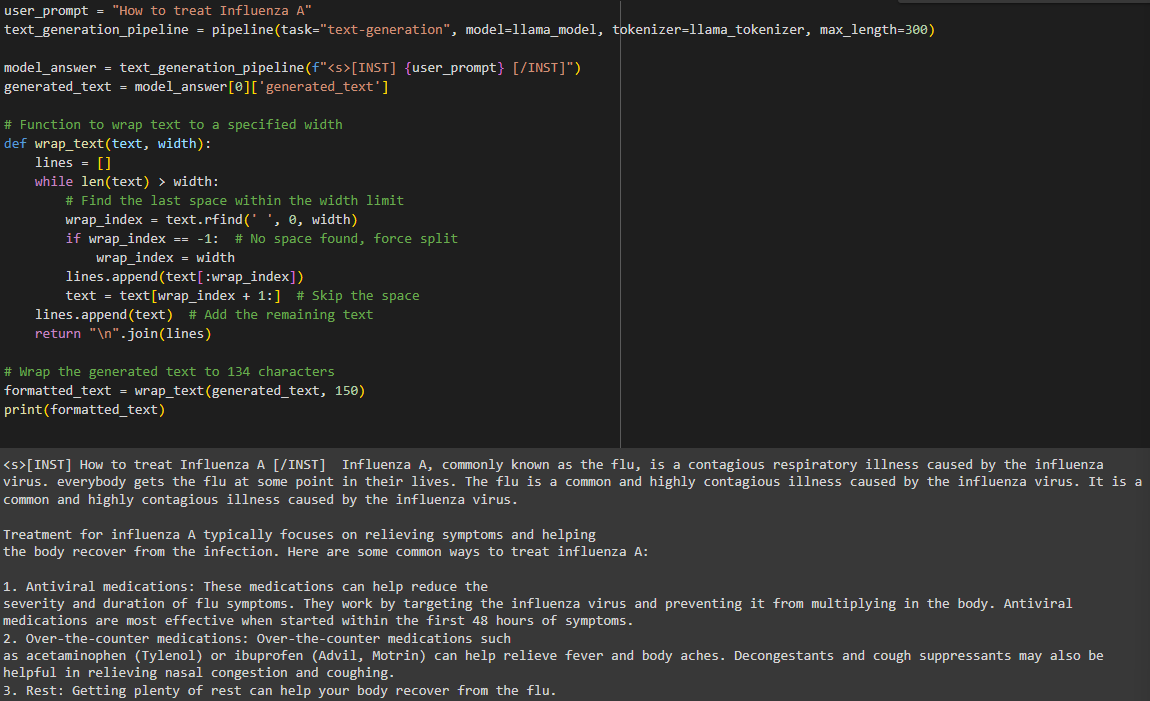 user_prompt = "How to treat Influenza A"
text_generation_pipeline = pipeline(task="text-generation", model=llama_model, tokenizer=llama_tokenizer, max_length=300)

model_answer = text_generation_pipeline(f"<s>[INST] {user_prompt} [/INST]")
generated_text = model_answer[0]['generated_text']

# Function to wrap text to a specified width
def wrap_text(text, width):
    lines = []
    while len(text) > width:
        # Find the last space within the width limit
        wrap_index = text.rfind(' ', 0, width)
        if wrap_index == -1:  # No space found, force split
            wrap_index = width
        lines.append(text[:wrap_index])
        text = text[wrap_index + 1:]  # Skip the space
    lines.append(text)  # Add the remaining text
    return "\n".join(lines)

# Wrap the generated text to 134 characters
formatted_text = wrap_text(generated_text, 150)
print(formatted_text)

<s>[INST] How to treat Influenza A [/INST]  Influenza A, commonly known as the flu, is a contagious respiratory illness caused by the influenza
virus. everybody gets the flu at some point in their lives. The flu is a common and highly contagious illness caused by the influenza virus. It is a
common and highly contagious illness caused by the influenza virus.

Treatment for influenza A typically focuses on relieving symptoms and helping
the body recover from the infection. Here are some common ways to treat influenza A:

1. Antiviral medications: These medications can help reduce the
severity and duration of flu symptoms. They work by targeting the influenza virus and preventing it from multiplying in the body. Antiviral
medications are most effective when started within the first 48 hours of symptoms.
2. Over-the-counter medications: Over-the-counter medications such
as acetaminophen (Tylenol) or ibuprofen (Advil, Motrin) can help relieve fever and body aches. Decongestants and cough suppressants may also be
helpful in relieving nasal congestion and coughing.
3. Rest: Getting plenty of rest can help your body recover from the flu.